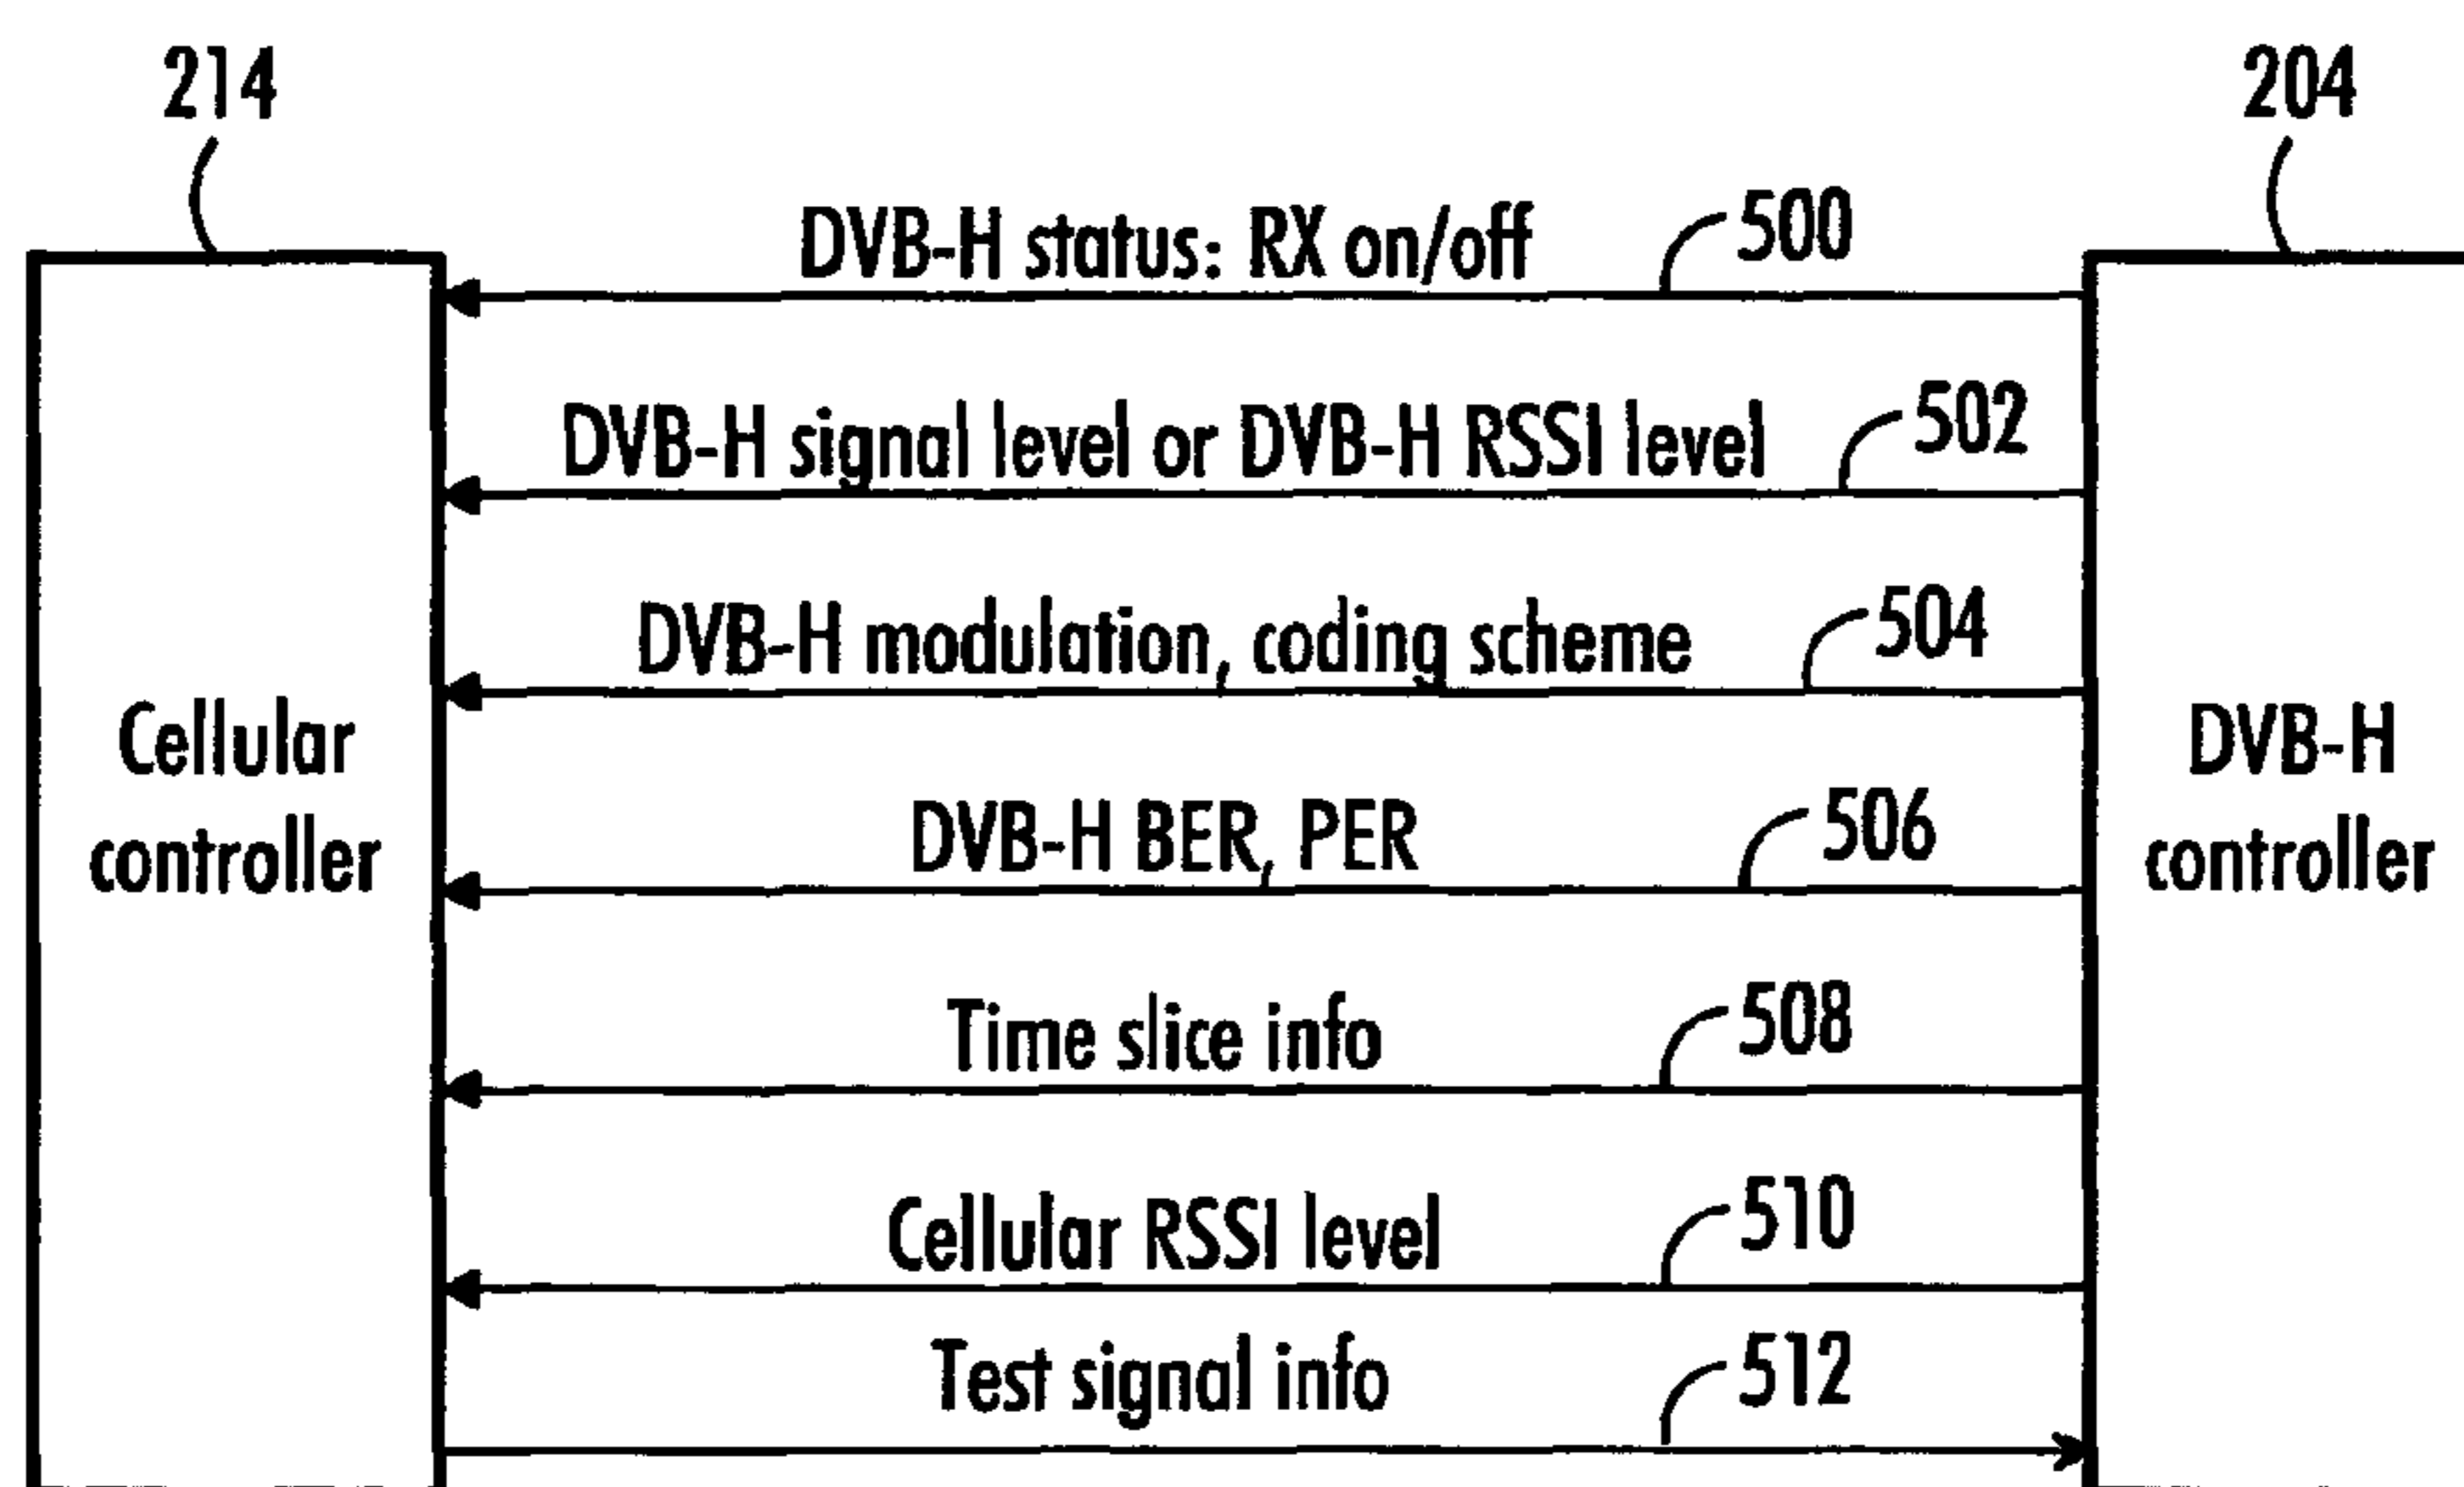 214
204
DVB-H status: RX on/off
500
DVB-H signal level or DVB-H RSSI level
502
DVB-H modulation, coding scheme
504
Cellular
controller
DVB-H
controller
DVB-H BER, PER
506
Time slice info
508
Cellular RSSI level
510
Test signal info
512